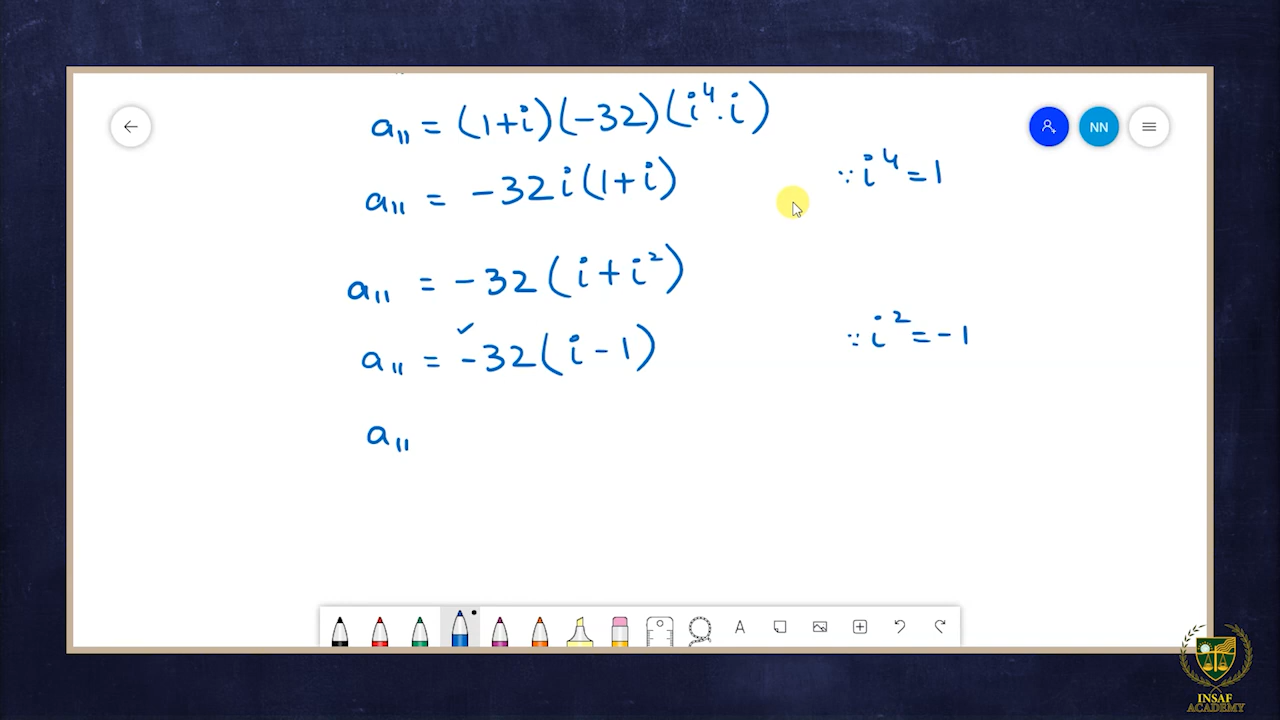 a₁₁ = (1+i)(-32)(i⁴·i)
a₁₁ = -32i(1+i) ∵ i⁴ = 1
a₁₁ = -32(i+i²)
a₁₁ = -32(i-1) ∵ i² = -1
a₁₁
NN
A
INSAF
ACADEMY